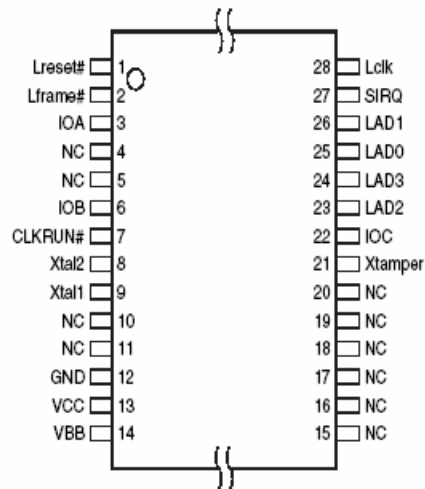 Lreset# 1 28 Lclk
Lframe# 2 27 SIRQ
IOA 3 26 LAD1
NC 4 25 LAD0
NC 5 24 LAD3
IOB 6 23 LAD2
CLKRUN# 7 22 IOC
Xtal2 8 21 Xtamper
Xtal1 9 20 NC
NC 10 19 NC
NC 11 18 NC
GND 12 17 NC
VCC 13 16 NC
VBB 14 15 NC